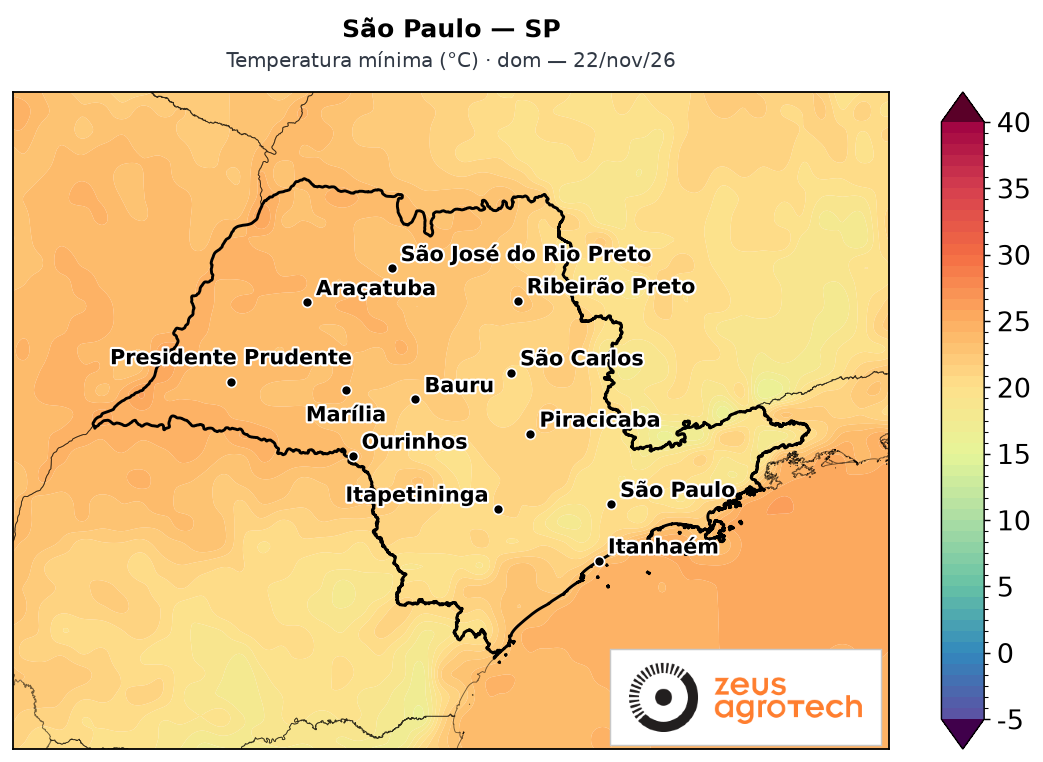 São Paulo — SP
Temperatura mínima (°C) · dom — 22/nov/26
São José do Rio Preto
Araçatuba
Ribeirão Preto
Presidente Prudente
São Carlos
Bauru
Marília
Piracicaba
Ourinhos
Itapetininga
São Paulo
Itanhaém
zeus
agrotech
40
35
30
25
20
15
10
5
0
-5